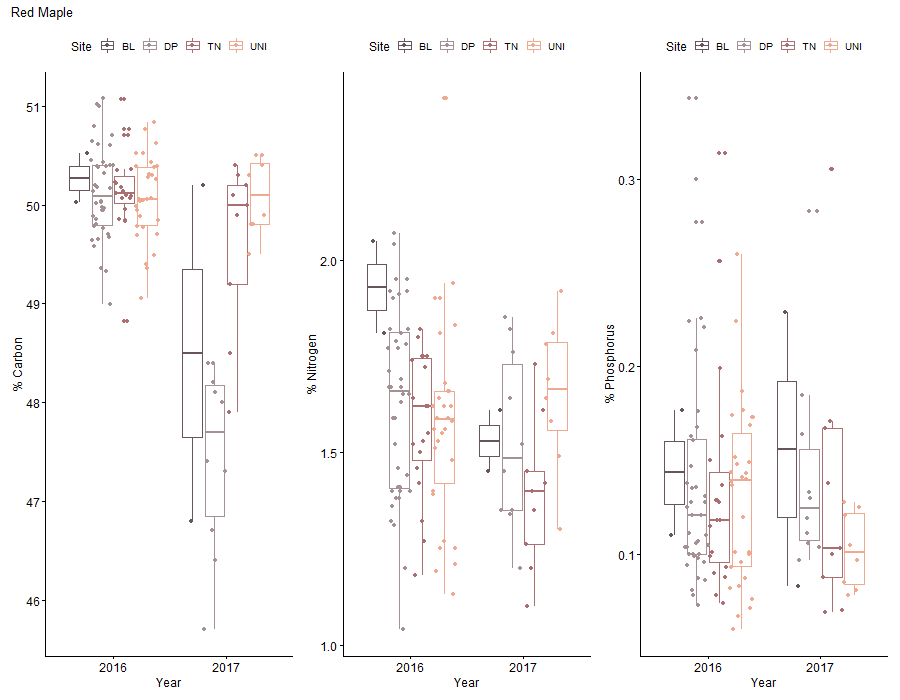 Red Maple
Site BL DP TN UNI
Site BL DP TN UNI
Site BL DP TN UNI
% Carbon
51
50
49
48
47
46
2016 2017
Year
% Nitrogen
2.0
1.5
1.0
2016 2017
Year
% Phosphorus
0.3
0.2
0.1
2016 2017
Year